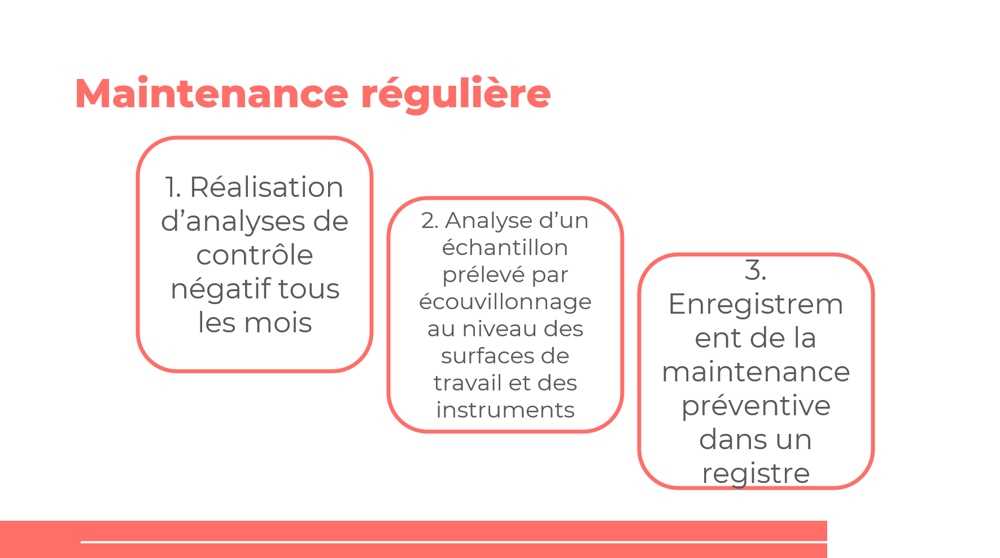 Maintenance régulière
1. Réalisation
d’analyses de
contrôle
négatif tous
les mois
2. Analyse d’un
échantillon
prélevé par
écouvillonnage
au niveau des
surfaces de
travail et des
instruments
3.
Enregistrem
ent de la
maintenance
préventive
dans un
registre